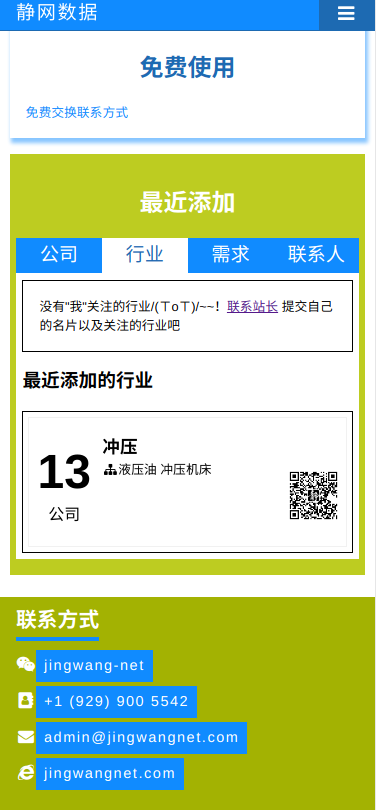 静网数据
免费使用
免费交换联系方式
最近添加
公司 行业 需求 联系人
没有"我"关注的行业/(ㄒoㄒ)/~~！联系站长 提交自己
的名片以及关注的行业吧
最近添加的行业
冲压
13
液压油 冲压机床
公司
联系方式
jingwang-net
+1 (929) 900 5542
admin@jingwangnet.com
jingwangnet.com